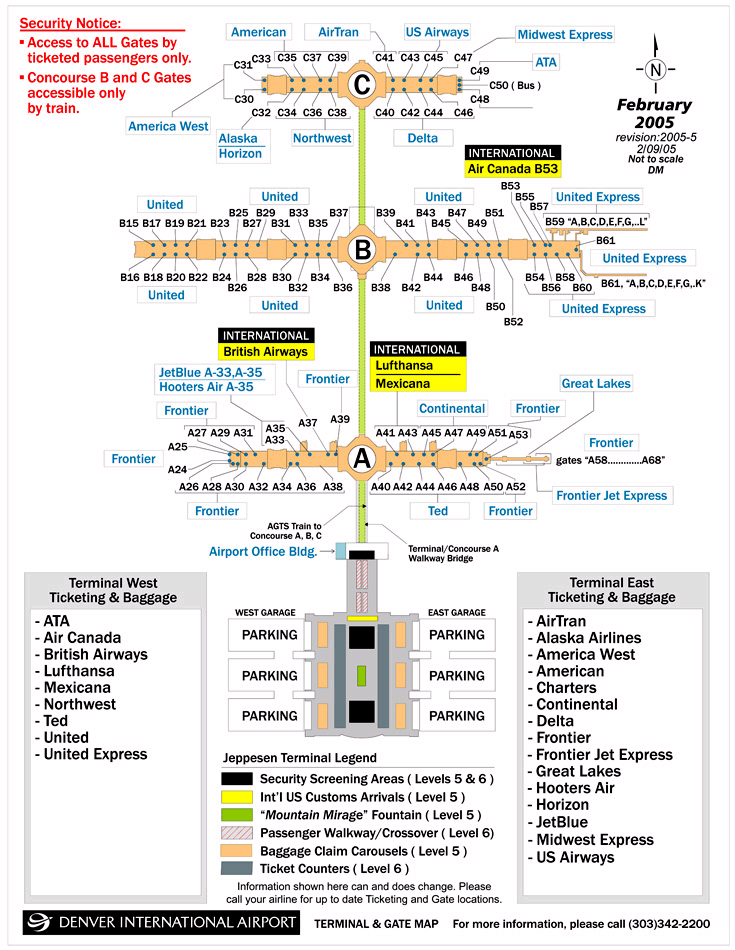 Security Notice:
▪ Access to ALL Gates by
ticketed passengers only.
▪ Concourse B and C Gates
accessible only
by train.
American
AirTran
US Airways
Midwest Express
C33 C35 C37 C39 C41 C43 C45 C47
C31
C49
ATA
C50 ( Bus )
C
C30
C48
C32 C34 C36 C38 C40 C42 C44 C46
America West
Alaska
Horizon
Northwest
Delta
N
February
2005
revision:2005-5
2/09/05
Not to scale
DM
INTERNATIONAL
Air Canada B53
United
United
United
United Express
B53
B55
B57
B59 "A,B,C,D,E,F,G,..L"
B15 B17 B19 B21 B23 B25 B27 B29 B31 B33 B35 B37 B39 B41 B43 B45 B47 B49 B51
B61
B
United Express
B16 B18 B20 B22 B24 B26 B28 B30 B32 B34 B36 B38 B42 B44 B46 B48 B50 B52 B54 B56 B58 B60
B61, "A,B,C,D,E,F,G,.K"
United
United
United
United Express
INTERNATIONAL
British Airways
INTERNATIONAL
Lufthansa
Mexicana
JetBlue A-33,A-35
Hooters Air A-35
Frontier
Great Lakes
Frontier
Continental
Frontier
A27 A29 A31 A33 A35 A37 A39 A41 A43 A45 A47 A49 A51 A53
A25
Frontier
Frontier
A
gates "A58.............A68"
A24
A26 A28 A30 A32 A34 A36 A38 A40 A42 A44 A46 A48 A50 A52
Frontier Jet Express
Frontier
Ted
Frontier
AGTS Train to
Concourse A, B, C
Airport Office Bldg.
Terminal/Concourse A
Walkway Bridge
Terminal West
Ticketing & Baggage
- ATA
- Air Canada
- British Airways
- Lufthansa
- Mexicana
- Northwest
- Ted
- United
- United Express
WEST GARAGE
EAST GARAGE
PARKING
PARKING
PARKING
PARKING
PARKING
PARKING
Terminal East
Ticketing & Baggage
- AirTran
- Alaska Airlines
- America West
- American
- Charters
- Continental
- Delta
- Frontier
- Frontier Jet Express
- Great Lakes
- Hooters Air
- Horizon
- JetBlue
- Midwest Express
- US Airways
Jeppesen Terminal Legend
Security Screening Areas ( Levels 5 & 6 )
Int'l US Customs Arrivals ( Level 5 )
"Mountain Mirage" Fountain ( Level 5 )
Passenger Walkway/Crossover ( Level 6)
Baggage Claim Carousels ( Level 5 )
Ticket Counters ( Level 6 )
Information shown here can and does change. Please
call your airline for up to date Ticketing and Gate locations.
DENVER INTERNATIONAL AIRPORT
TERMINAL & GATE MAP
For more information, please call (303)342-2200